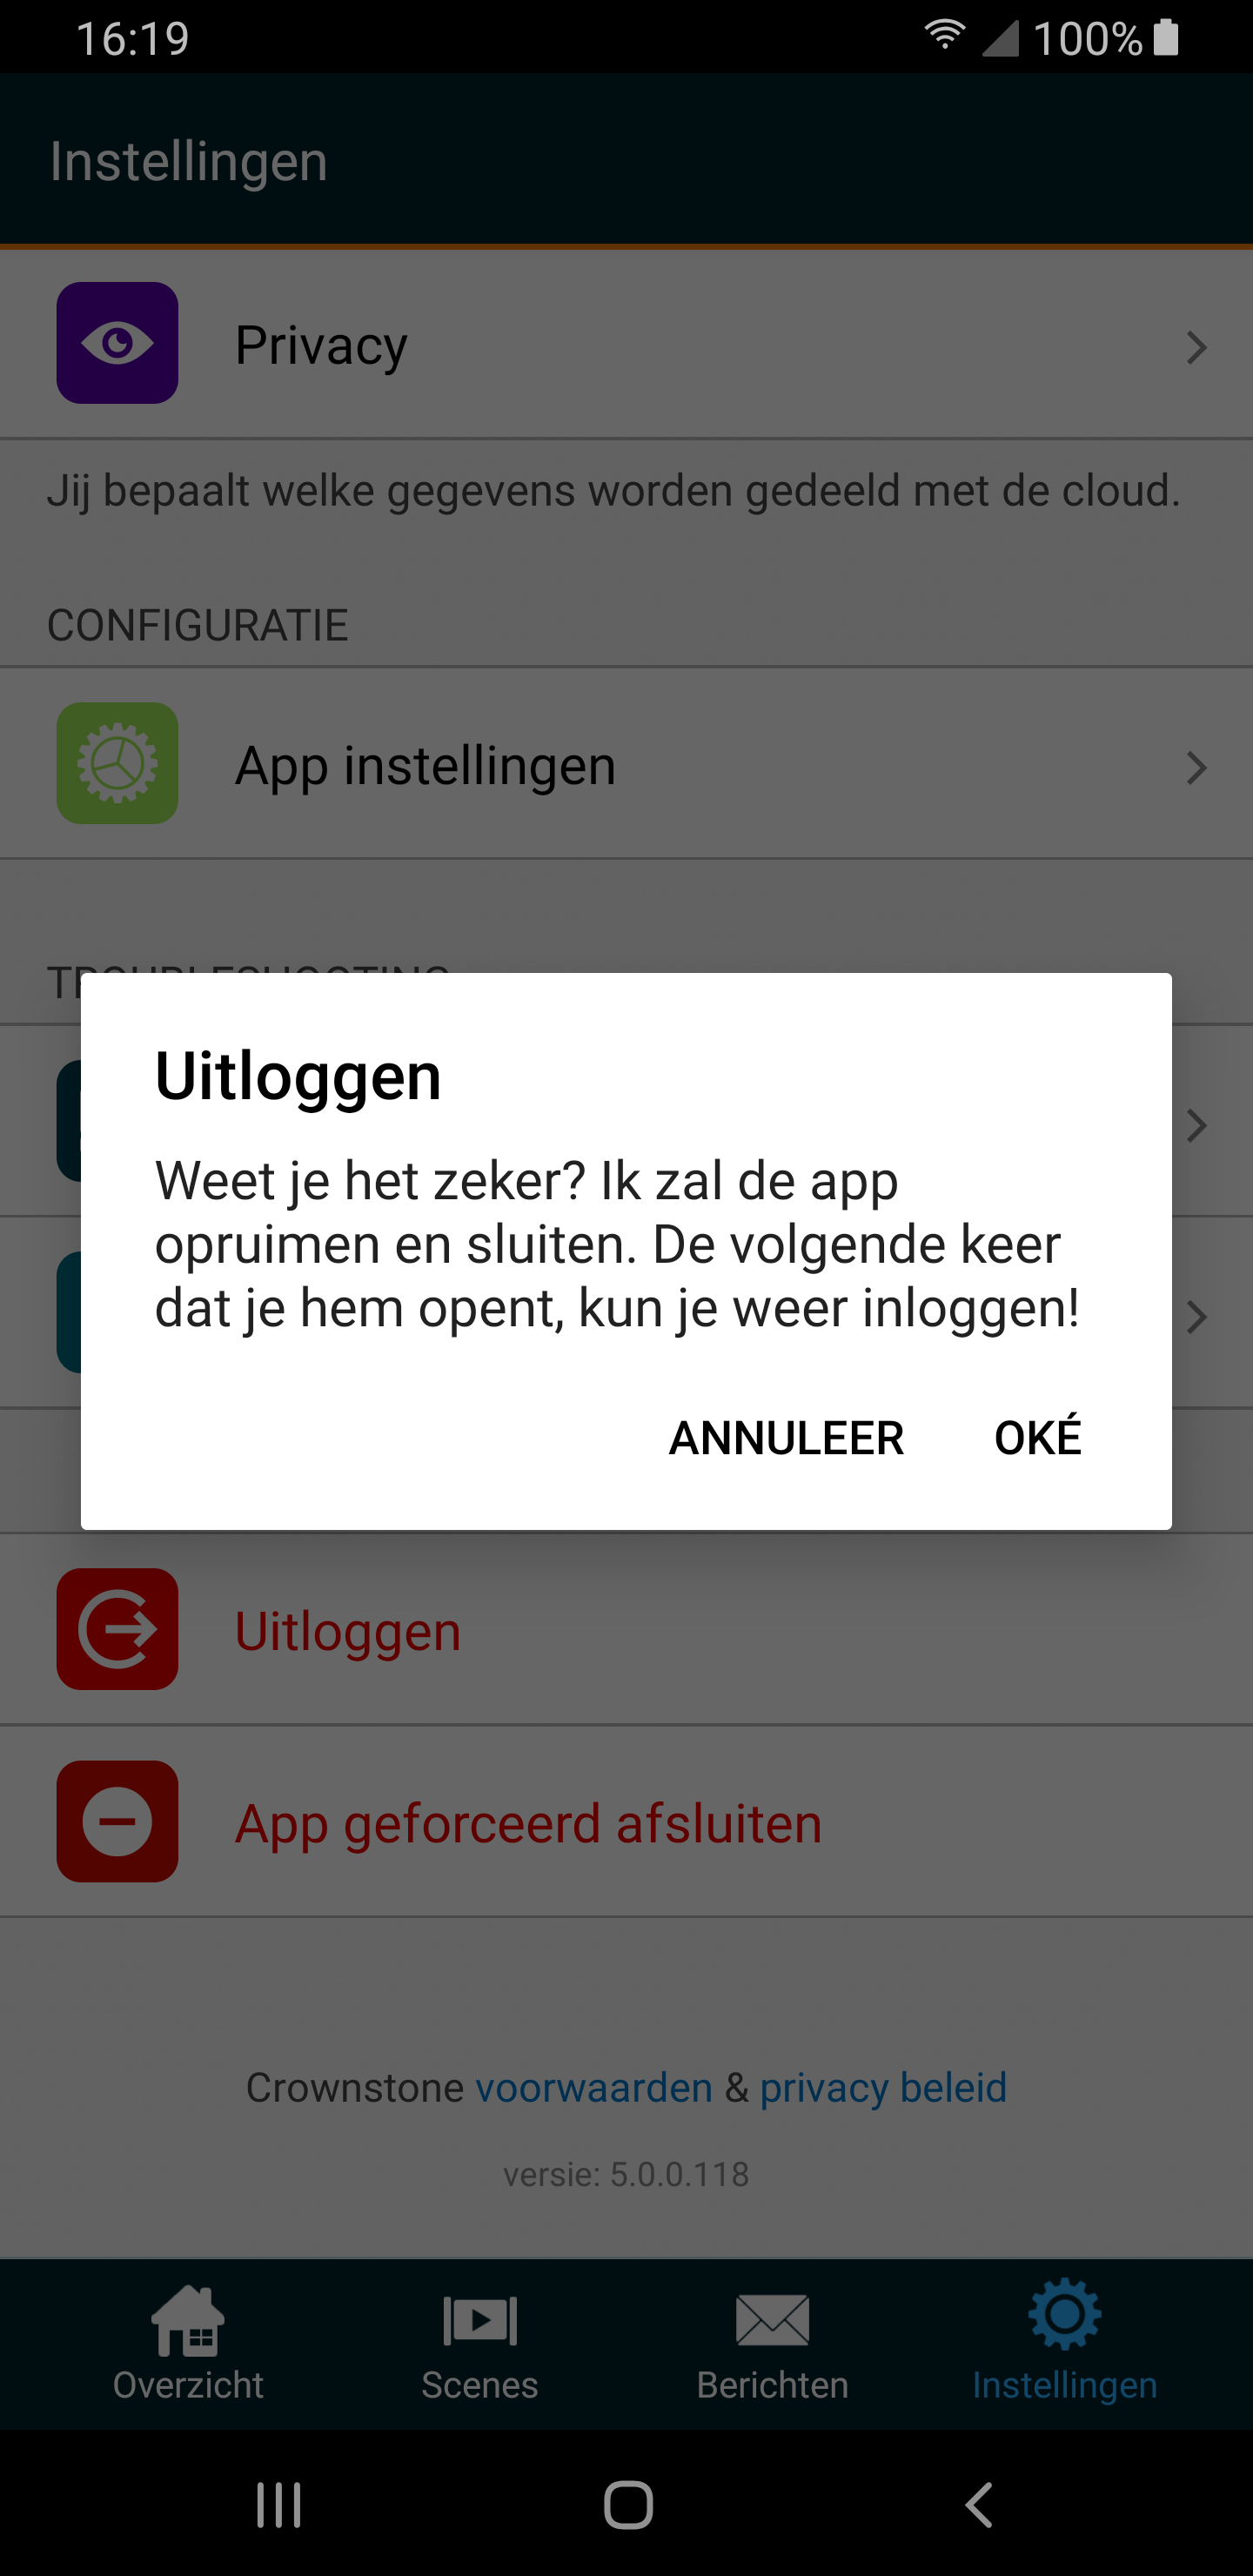 16:19
100%
Instellingen
Privacy
Jij bepaalt welke gegevens worden gedeeld met de cloud.
CONFIGURATIE
App instellingen
TROUBLESHOOTING
Uitloggen
Weet je het zeker? Ik zal de app
opruimen en sluiten. De volgende keer
dat je hem opent, kun je weer inloggen!
ANNULEER OKÉ
Uitloggen
App geforceerd afsluiten
Crownstone voorwaarden & privacy beleid
versie: 5.0.0.118
Overzicht Scenes Berichten Instellingen